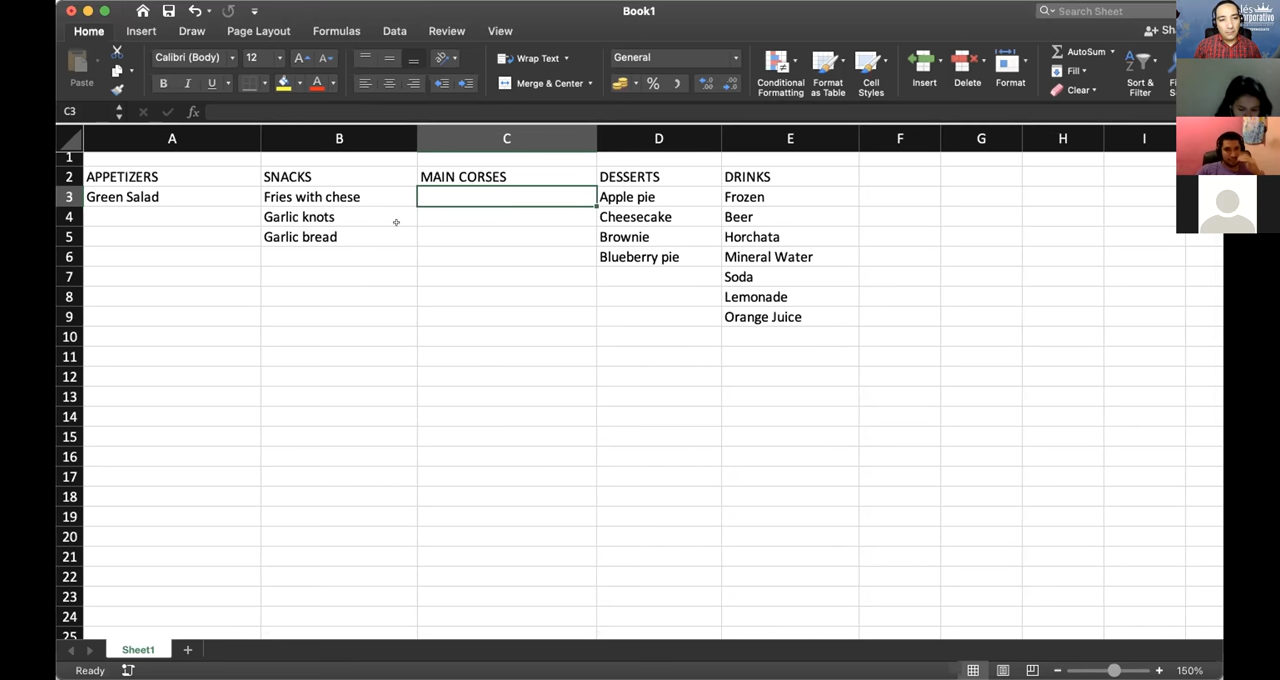 Book1
Search Sheet
Home Insert Draw Page Layout Formulas Data Review View
Sh
Paste
Calibri (Body) 12 A A
B I U A
ab
Wrap Text
Merge & Center
General
%
Conditional Formatting
Format as Table
Cell Styles
Insert
Delete
Format
AutoSum
Fill
Clear
Sort & Filter
C3 fx
A B C D E F G H I
1
2 APPETIZERS SNACKS MAIN CORSES DESSERTS DRINKS
3 Green Salad Fries with chese Apple pie Frozen
4 Garlic knots Cheesecake Beer
5 Garlic bread Brownie Horchata
6 Blueberry pie Mineral Water
7 Soda
8 Lemonade
9 Orange Juice
10
11
12
13
14
15
16
17
18
19
20
21
22
23
24
25
Sheet1 +
Ready
150%